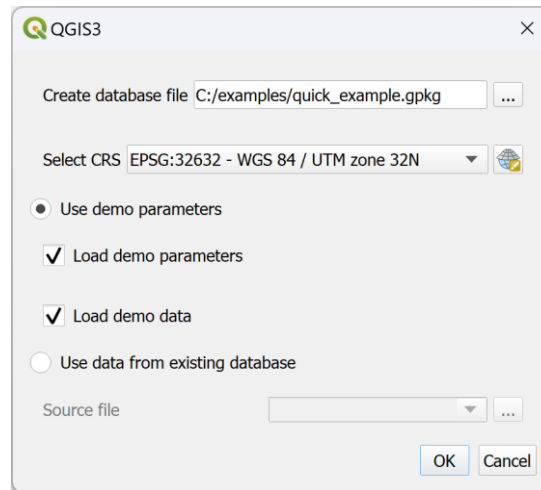 QGIS3
Create database file C:/examples/quick_example.gpkg ...
Select CRS EPSG:32632 - WGS 84 / UTM zone 32N
Use demo parameters
Load demo parameters
Load demo data
Use data from existing database
Source file ...
OK Cancel